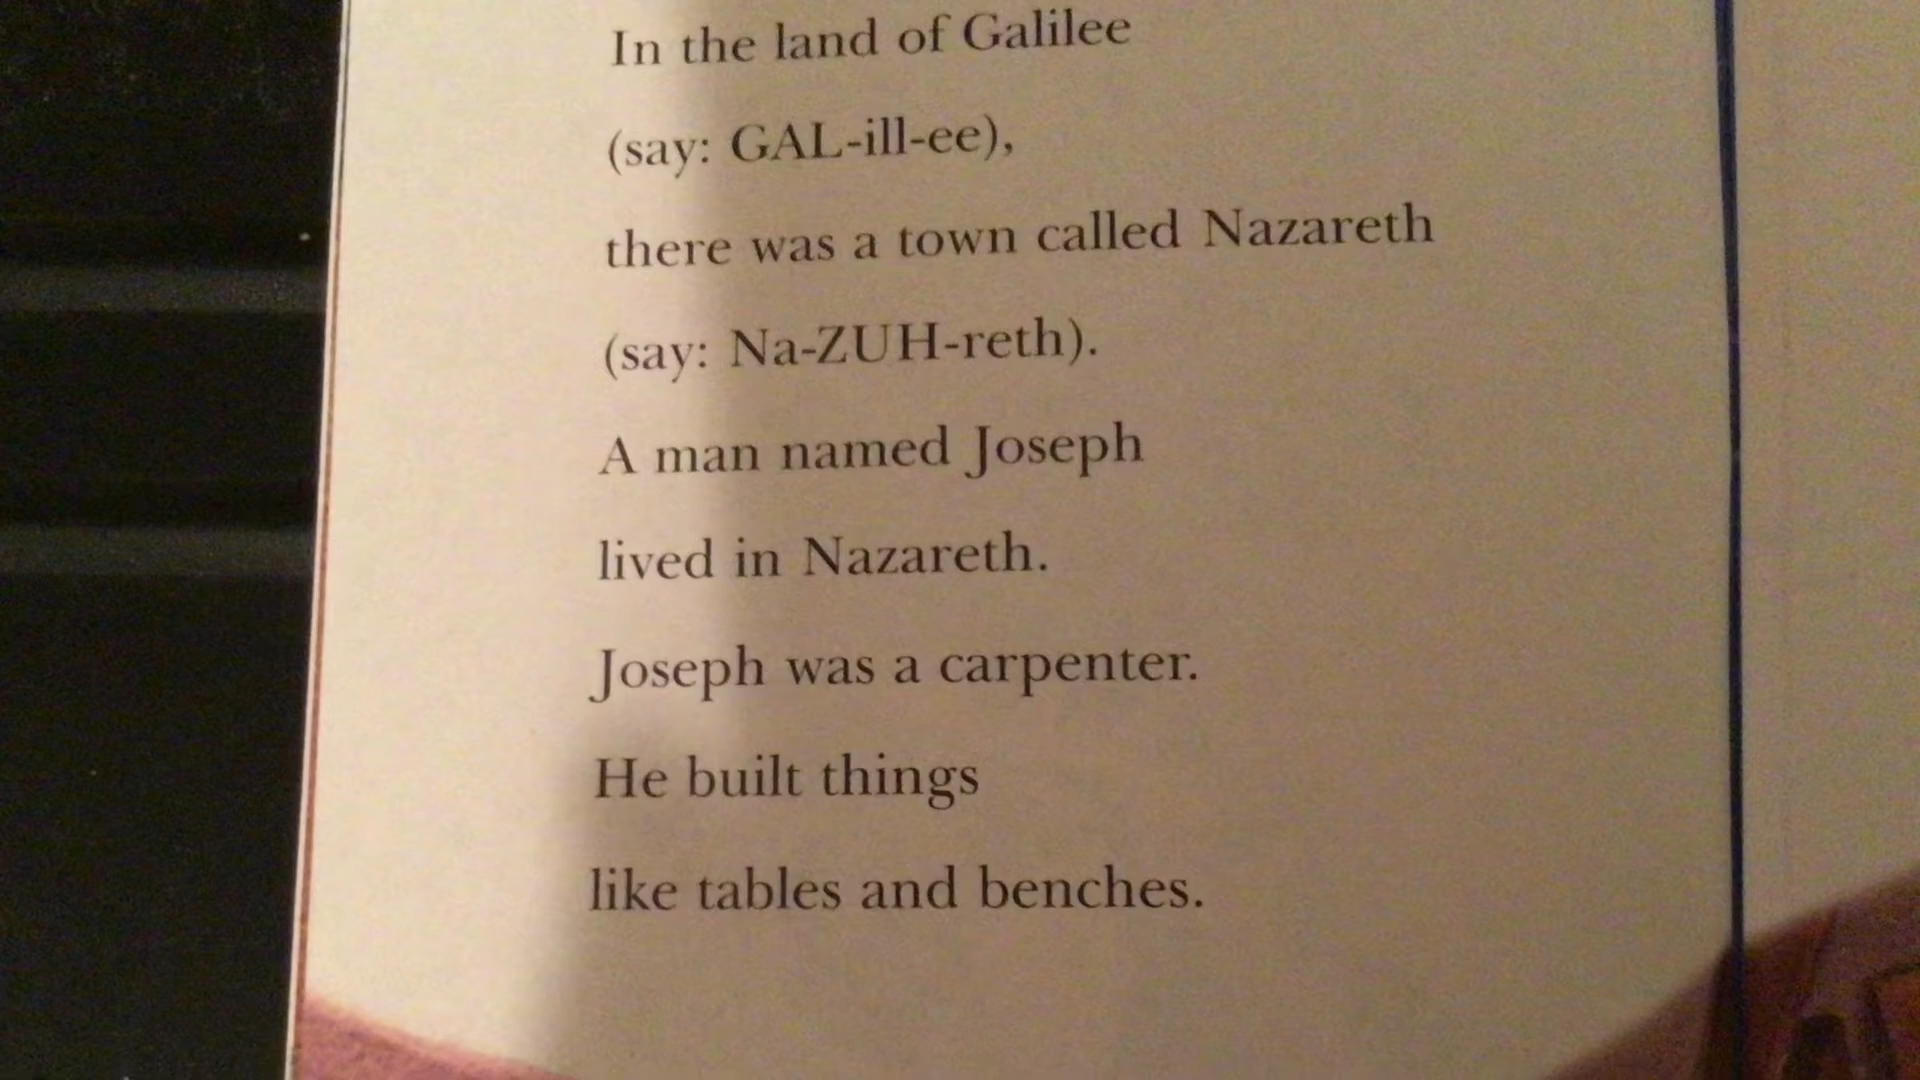 In the land of Galilee
(say: GAL-ill-ee),
there was a town called Nazareth
(say: Na-ZUH-reth).
A man named Joseph
lived in Nazareth.
Joseph was a carpenter.
He built things
like tables and benches.